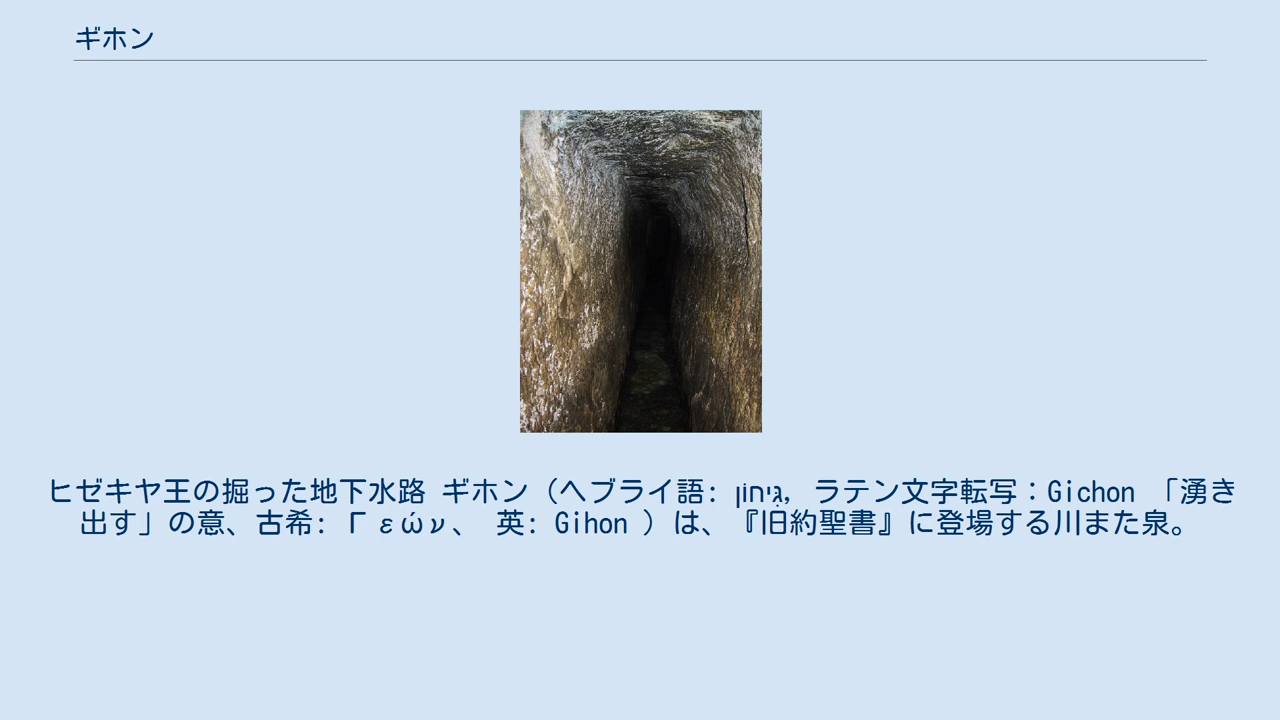 ギホン
ヒゼキヤ王の掘った地下水路 ギホン（ヘブライ語: גִּיחוֹן, ラテン文字転写：Gichon 「湧き
出す」の意、古希: Γεών、 英: Gihon ）は、『旧約聖書』に登場する川また泉。